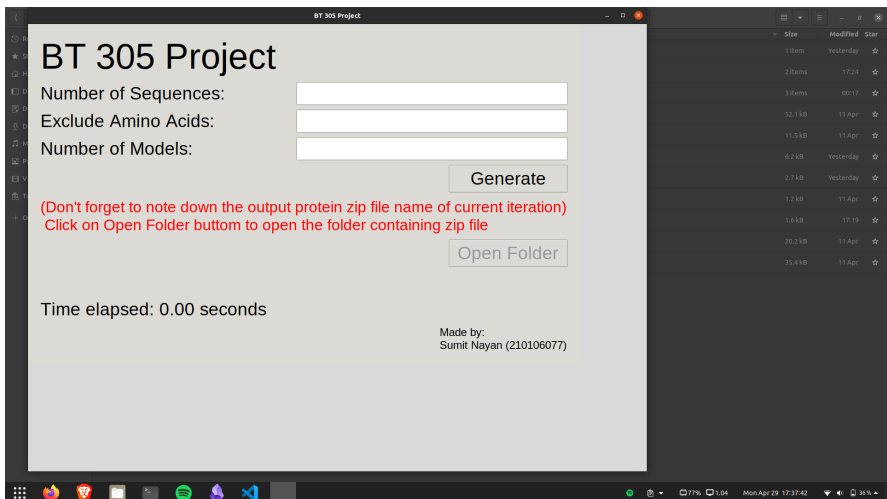 BT 305 Project
Size Modified Star
BT 305 Project
Number of Sequences:
Exclude Amino Acids:
Number of Models:
Generate
(Don't forget to note down the output protein zip file name of current iteration)
Click on Open Folder buttom to open the folder containing zip file
Open Folder
Time elapsed: 0.00 seconds
Made by:
Sumit Nayan (210106077)
1 item Yesterday
2 items 17:24
3 items 00:17
52.1 kB 11 Apr
11.5 kB 11 Apr
6.2 kB Yesterday
2.7 kB Yesterday
1.2 kB 11 Apr
1.6 kB 17:19
20.2 kB 11 Apr
35.4 kB 11 Apr
77% 1.04 Mon Apr 29 17:37:42 36 %